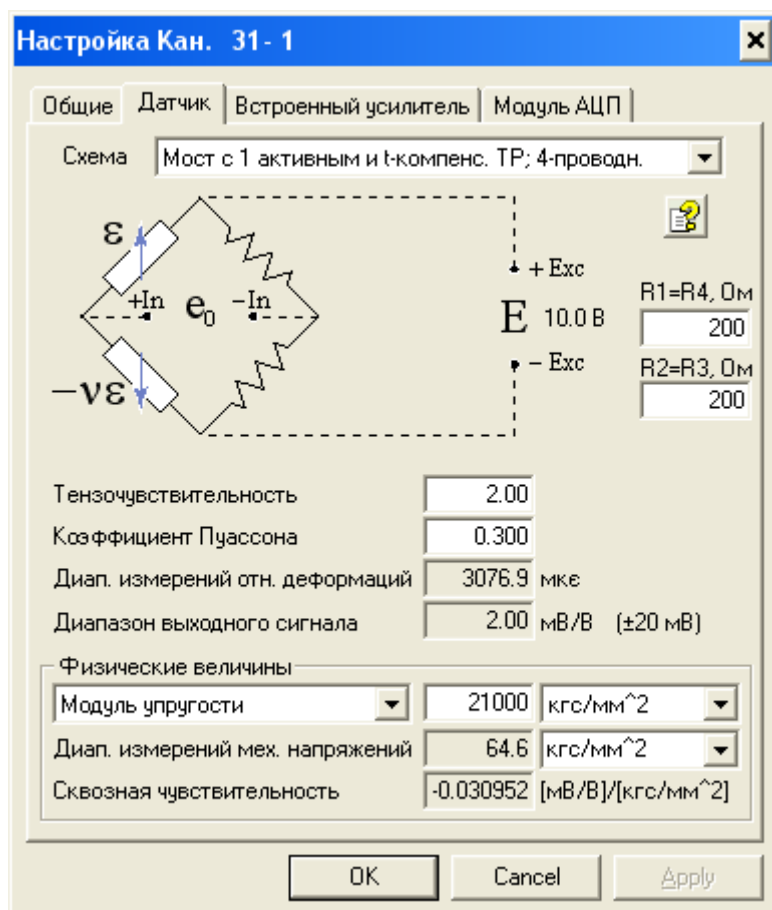 Настройка Кан. 31- 1
Общие Датчик Встроенный усилитель Модуль АЦП
Схема Мост с 1 активным и t-компенс. ТР; 4-проводн.
ε
+In e₀ -In
-νε
+ Exc
E 10.0 В
- Exc
R1=R4, Ом
200
R2=R3, Ом
200
Тензочувствительность 2.00
Коэффициент Пуассона 0.300
Диап. измерений отн. деформаций 3076.9 мкє
Диапазон выходного сигнала 2.00 мВ/В (±20 мВ)
Физические величины
Модуль упругости 21000 кгс/мм^2
Диап. измерений мех. напряжений 64.6 кгс/мм^2
Сквозная чувствительность -0.030952 [мВ/В]/[кгс/мм^2]
OK Cancel Apply